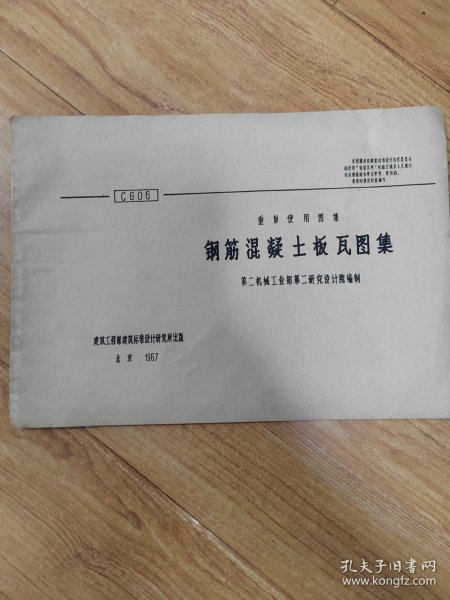 CG06
重复使用图集
钢筋混凝土板瓦图集
第二机械工业部第二研究设计院编制
建筑工程部建筑标准设计研究所出版
北京 1967
孔夫子旧书网
www.kongfz.com